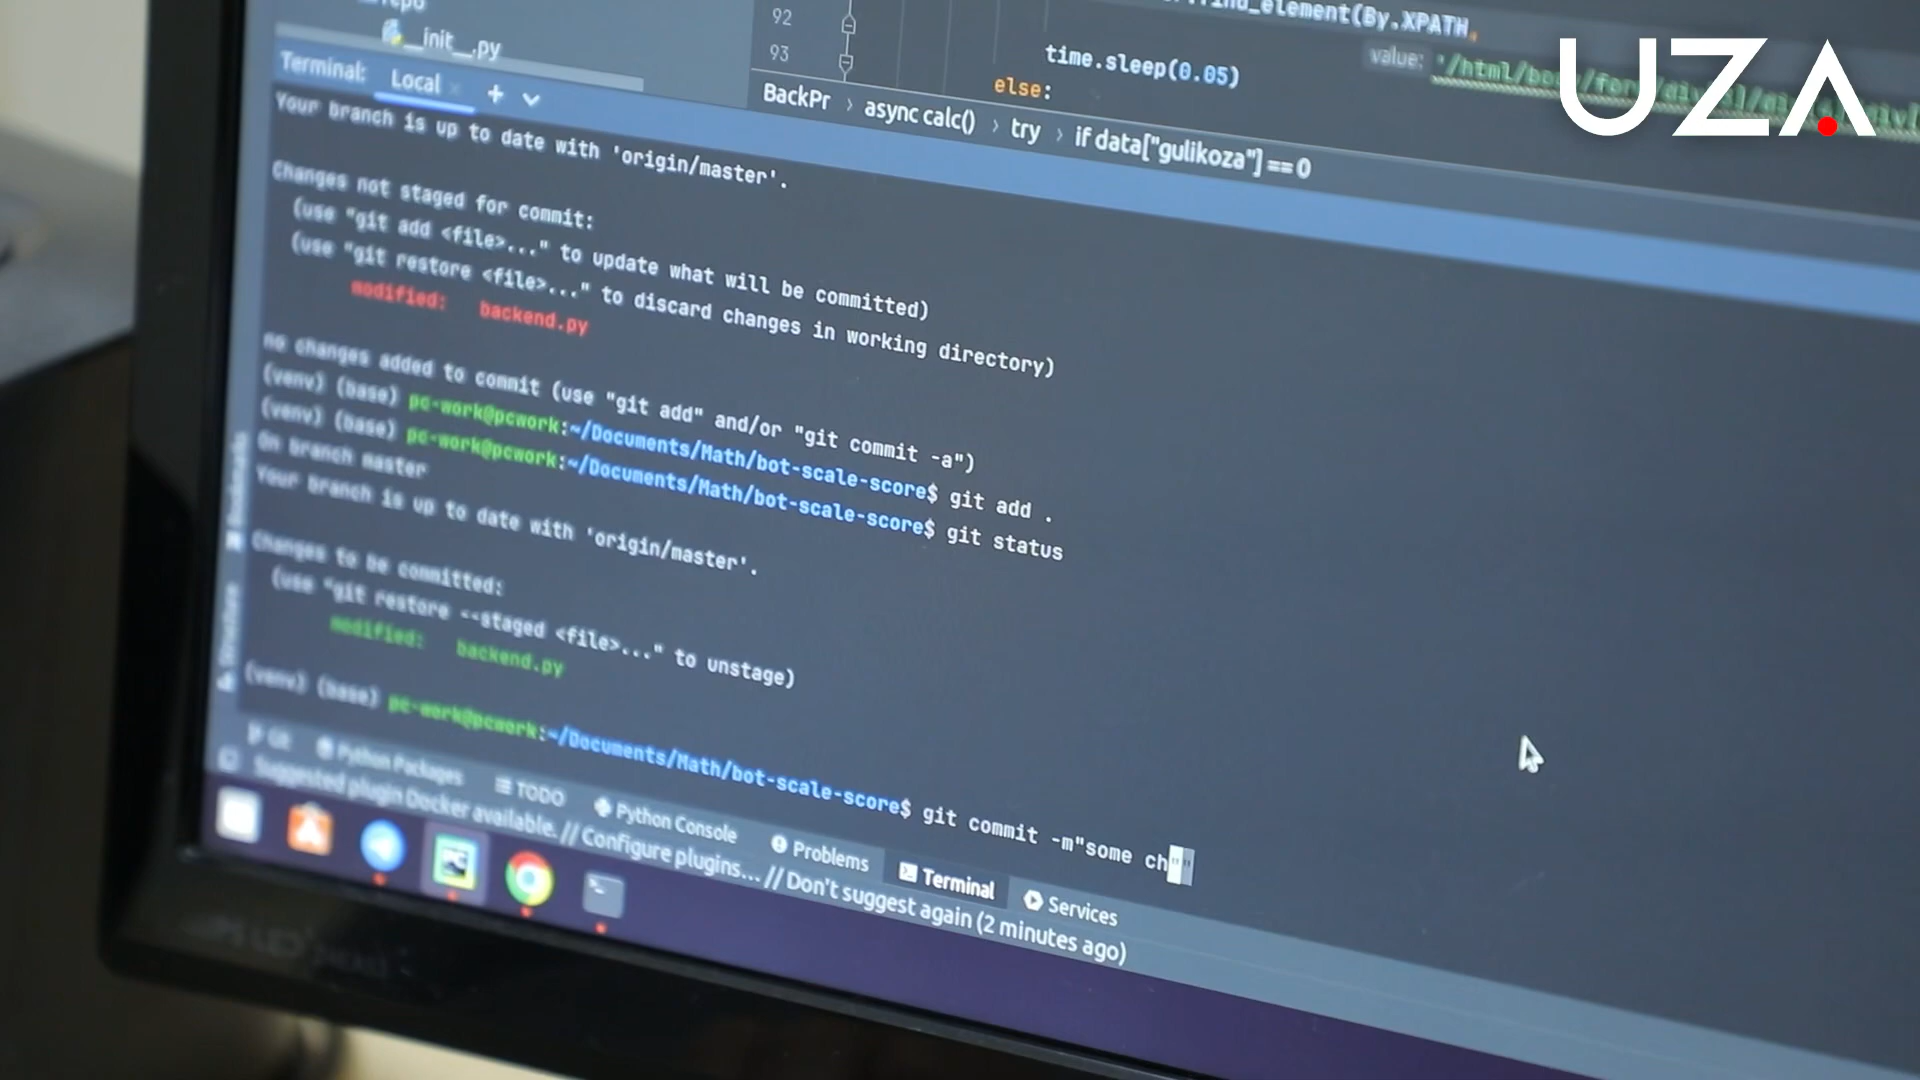 repo
__init__.py
92
93
find_element(By.XPATH,
value:
time.sleep(0.05)
else:
UZA
BackPr › async calc() › try › if data["gulikoza"] == 0
Terminal: Local × +
Your branch is up to date with 'origin/master'.
Changes not staged for commit:
(use "git add <file>..." to update what will be committed)
(use "git restore <file>..." to discard changes in working directory)
modified: backend.py
no changes added to commit (use "git add" and/or "git commit -a")
(venv) (base) pc-work@pcwork:~/Documents/Math/bot-scale-score$ git add .
(venv) (base) pc-work@pcwork:~/Documents/Math/bot-scale-score$ git status
On branch master
Your branch is up to date with 'origin/master'.
Changes to be committed:
(use "git restore --staged <file>..." to unstage)
modified: backend.py
(venv) (base) pc-work@pcwork:~/Documents/Math/bot-scale-score$ git commit -m"some ch""
Bookmarks
Structure
Git Python Packages TODO Python Console Problems Terminal Services
Suggested plugin Docker available. // Configure plugins... // Don't suggest again (2 minutes ago)